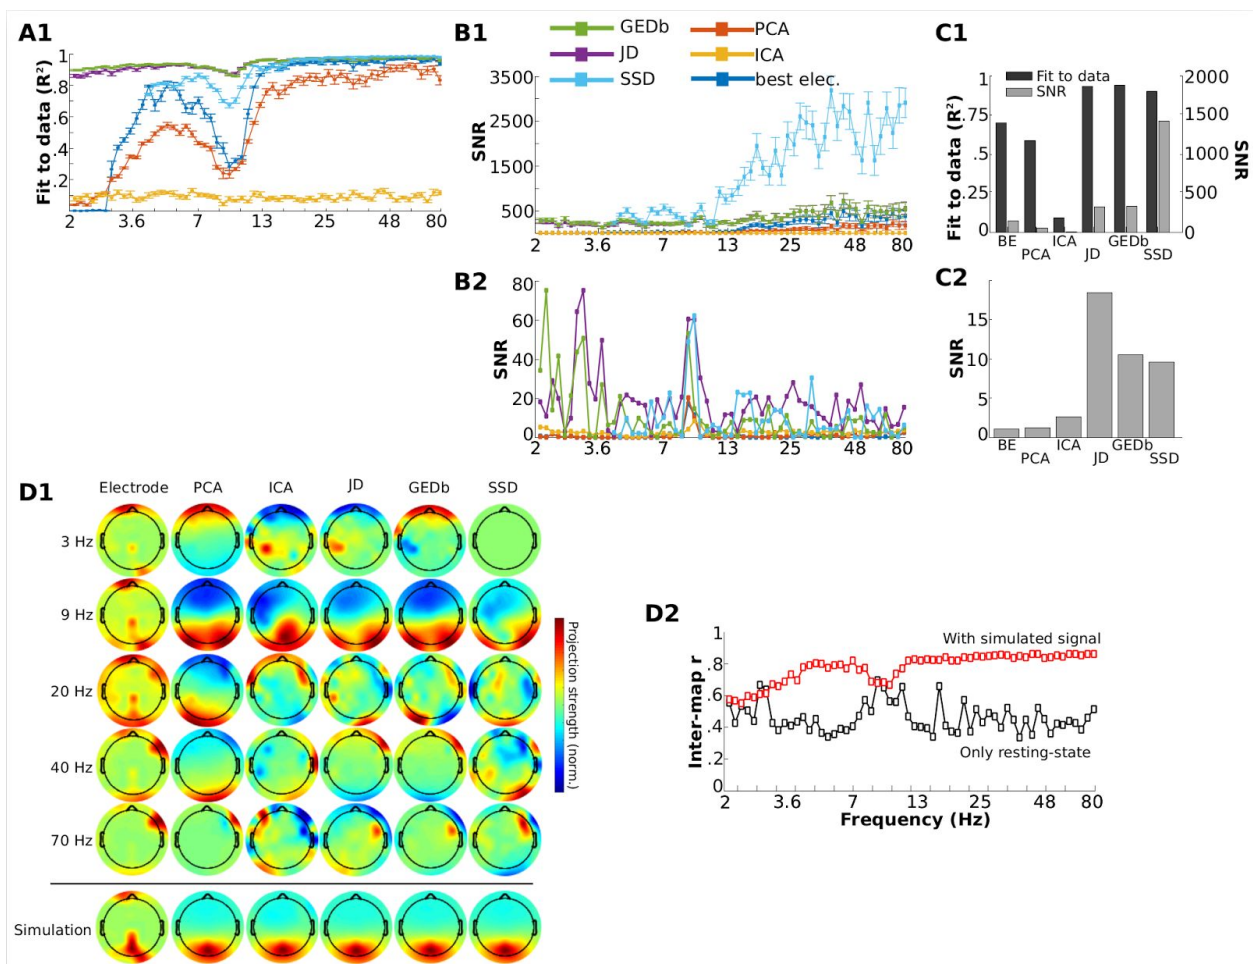 A1
Fit to data (R²)
1
.8
.6
.4
.2
2 3.6 7 13 25 48 80
B1
GEDb PCA
JD ICA
SSD best elec.
SNR
3500
2500
1500
500
2 3.6 7 13 25 48 80
B2
SNR
80
60
40
20
0
2 3.6 7 13 25 48 80
C1
Fit to data
SNR
Fit to data (R²)
1
.75
.5
.25
0
SNR
2000
1500
1000
500
0
BE PCA ICA JD GEDb SSD
C2
SNR
15
10
5
0
BE PCA ICA JD GEDb SSD
D1
Electrode PCA ICA JD GEDb SSD
3 Hz
9 Hz
20 Hz
40 Hz
70 Hz
Simulation
Projection strength (norm.)
D2
Inter-map r
1
.8
.6
.4
.2
0
With simulated signal
Only resting-state
2 3.6 7 13 25 48 80
Frequency (Hz)